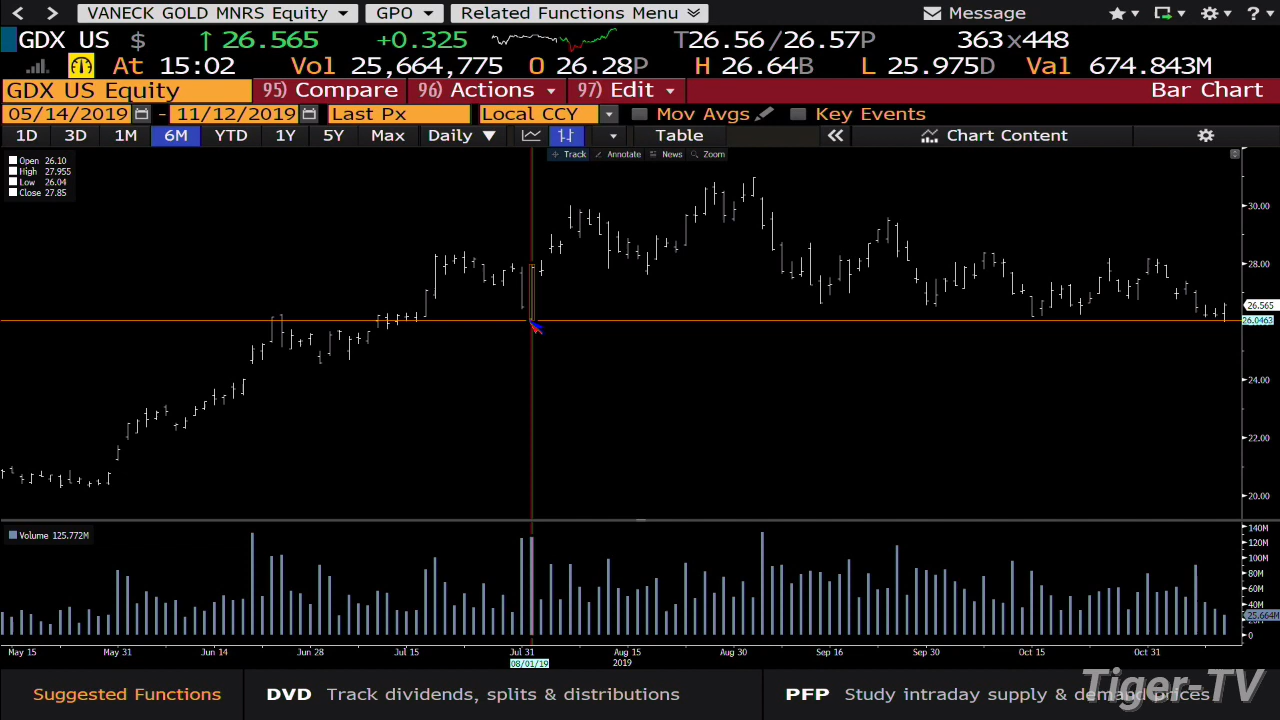 VANECK GOLD MNRS Equity GPO Related Functions Menu Message
GDX US $ ↑ 26.565 +0.325 T26.56/26.57P 363x448
At 15:02 Vol 25,664,775 O 26.28P H 26.64B L 25.975D Val 674.843M
GDX US Equity 95) Compare 96) Actions 97) Edit Bar Chart
05/14/2019 - 11/12/2019 Last Px Local CCY Mov Avgs Key Events
1D 3D 1M 6M YTD 1Y 5Y Max Daily ▼ Table « Chart Content
Track Annotate News Zoom
Open 26.10
High 27.955
Low 26.04
Close 27.85
30.00
28.00
26.565
26.0463
24.00
22.00
20.00
Volume 125.772M
140M
120M
100M
80M
60M
40M
25.664M
0
May 15 May 31 Jun 14 Jun 28 Jul 15 Jul 31 Aug 15 Aug 30 Sep 16 Sep 30 Oct 15 Oct 31
08/01/19 2019
Suggested Functions DVD Track dividends, splits & distributions PFP Study intraday supply & demand prices
Tiger-TV